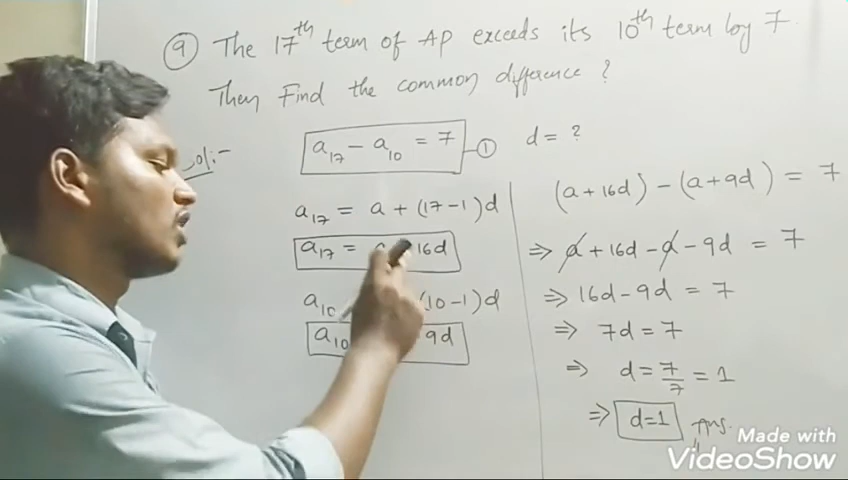 9 The 17th term of AP exceeds its 10th term by 7.
Then Find the common difference ?
Sol:-
a17 - a10 = 7 — 1
d = ?
a17 = a + (17-1)d
a17 = 16d
a10 (10-1)d
a10 9d
(a+16d) - (a+9d) = 7
⇒ a + 16d - a - 9d = 7
⇒ 16d - 9d = 7
⇒ 7d = 7
⇒ d = 7/7 = 1
⇒ d=1 Ans.
Made with
VideoShow